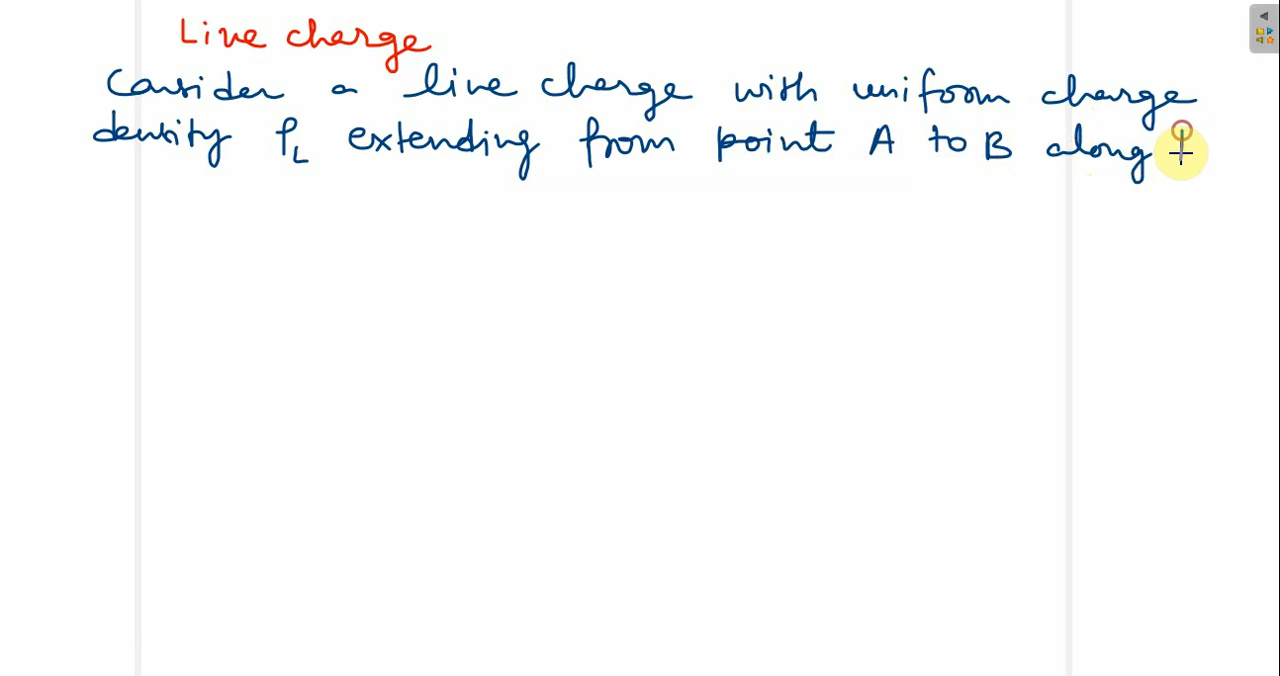 Line charge
Consider a line charge with uniform charge
density ρL extending from point A to B along